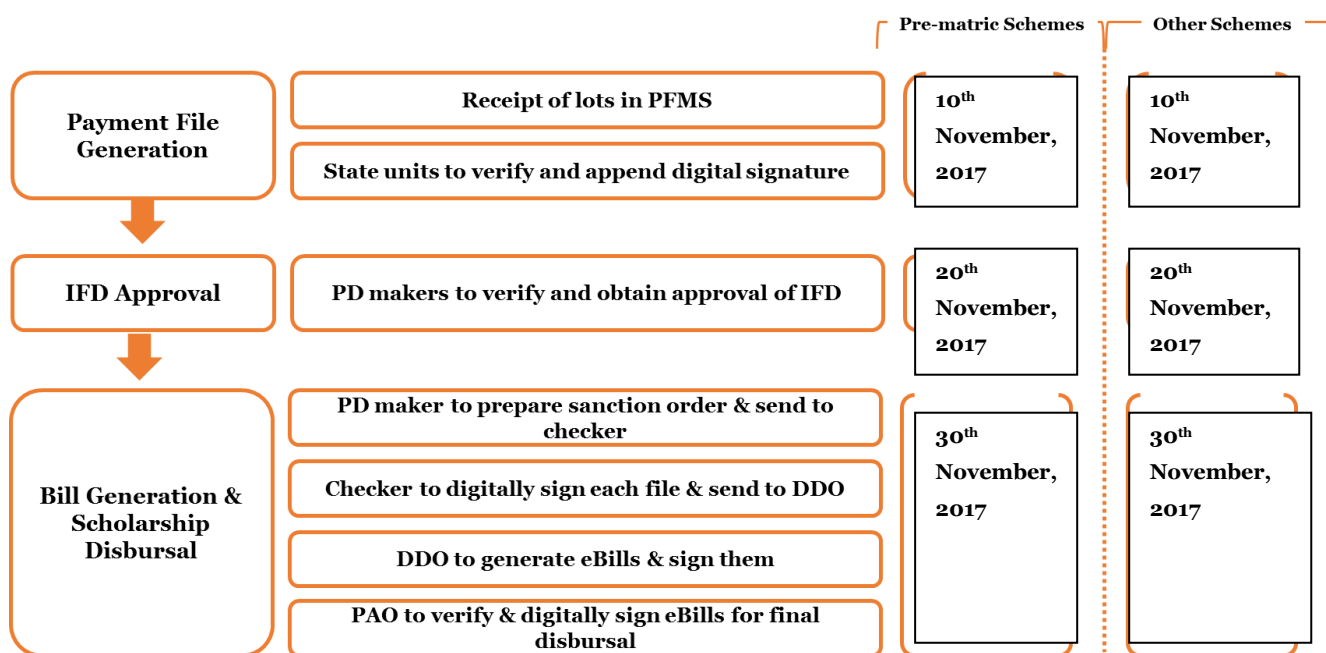 Pre-matric Schemes
Other Schemes
Payment File
Generation
Receipt of lots in PFMS
State units to verify and append digital signature
10th
November,
2017
10th
November,
2017
IFD Approval
PD makers to verify and obtain approval of IFD
20th
November,
2017
20th
November,
2017
Bill Generation &
Scholarship
Disbursal
PD maker to prepare sanction order & send to
checker
Checker to digitally sign each file & send to DDO
DDO to generate eBills & sign them
PAO to verify & digitally sign eBills for final
disbursal
30th
November,
2017
30th
November,
2017